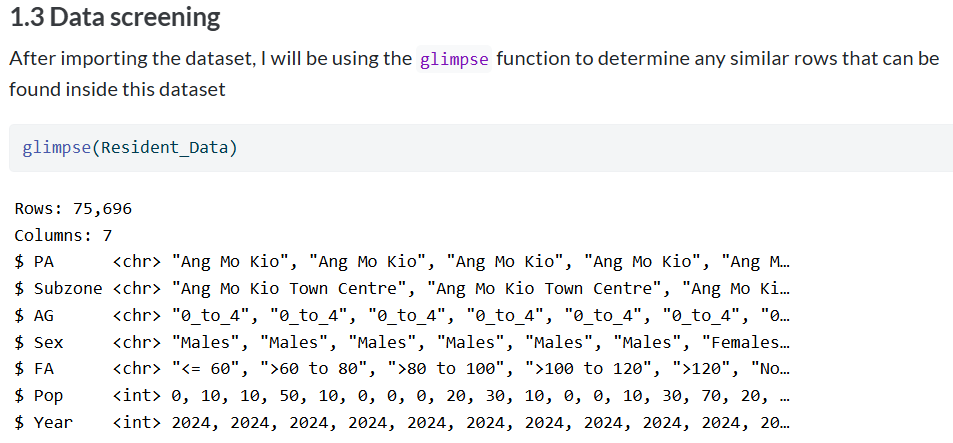 1.3 Data screening
After importing the dataset, I will be using the glimpse function to determine any similar rows that can be
found inside this dataset
glimpse(Resident_Data)
Rows: 75,696
Columns: 7
$ PA      <chr> "Ang Mo Kio", "Ang Mo Kio", "Ang Mo Kio", "Ang Mo Kio", "Ang M…
$ Subzone <chr> "Ang Mo Kio Town Centre", "Ang Mo Kio Town Centre", "Ang Mo Ki…
$ AG      <chr> "0_to_4", "0_to_4", "0_to_4", "0_to_4", "0_to_4", "0_to_4", "0…
$ Sex     <chr> "Males", "Males", "Males", "Males", "Males", "Males", "Females…
$ FA      <chr> "<= 60", ">60 to 80", ">80 to 100", ">100 to 120", ">120", "No…
$ Pop     <int> 0, 10, 10, 50, 10, 0, 0, 0, 20, 30, 10, 0, 0, 10, 30, 70, 20, …
$ Year    <int> 2024, 2024, 2024, 2024, 2024, 2024, 2024, 2024, 2024, 2024, 20…